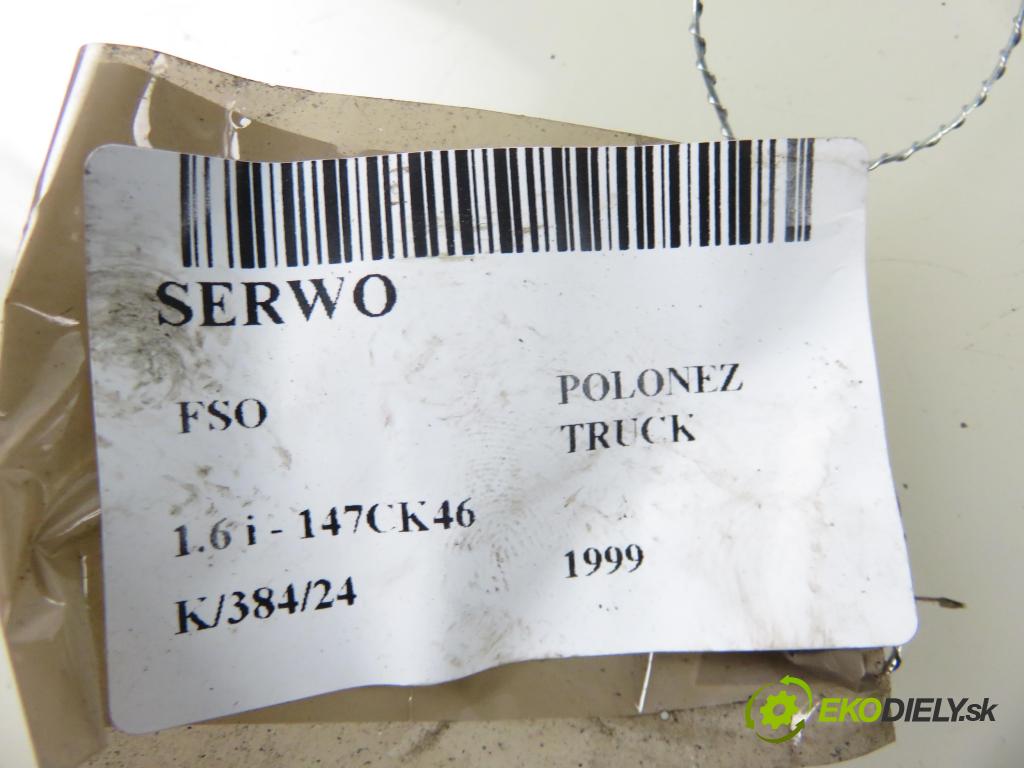 SERWO
FSO
POLONEZ
TRUCK
1.6 i - 147CK46
1999
K/384/24
EKODIELY.sk